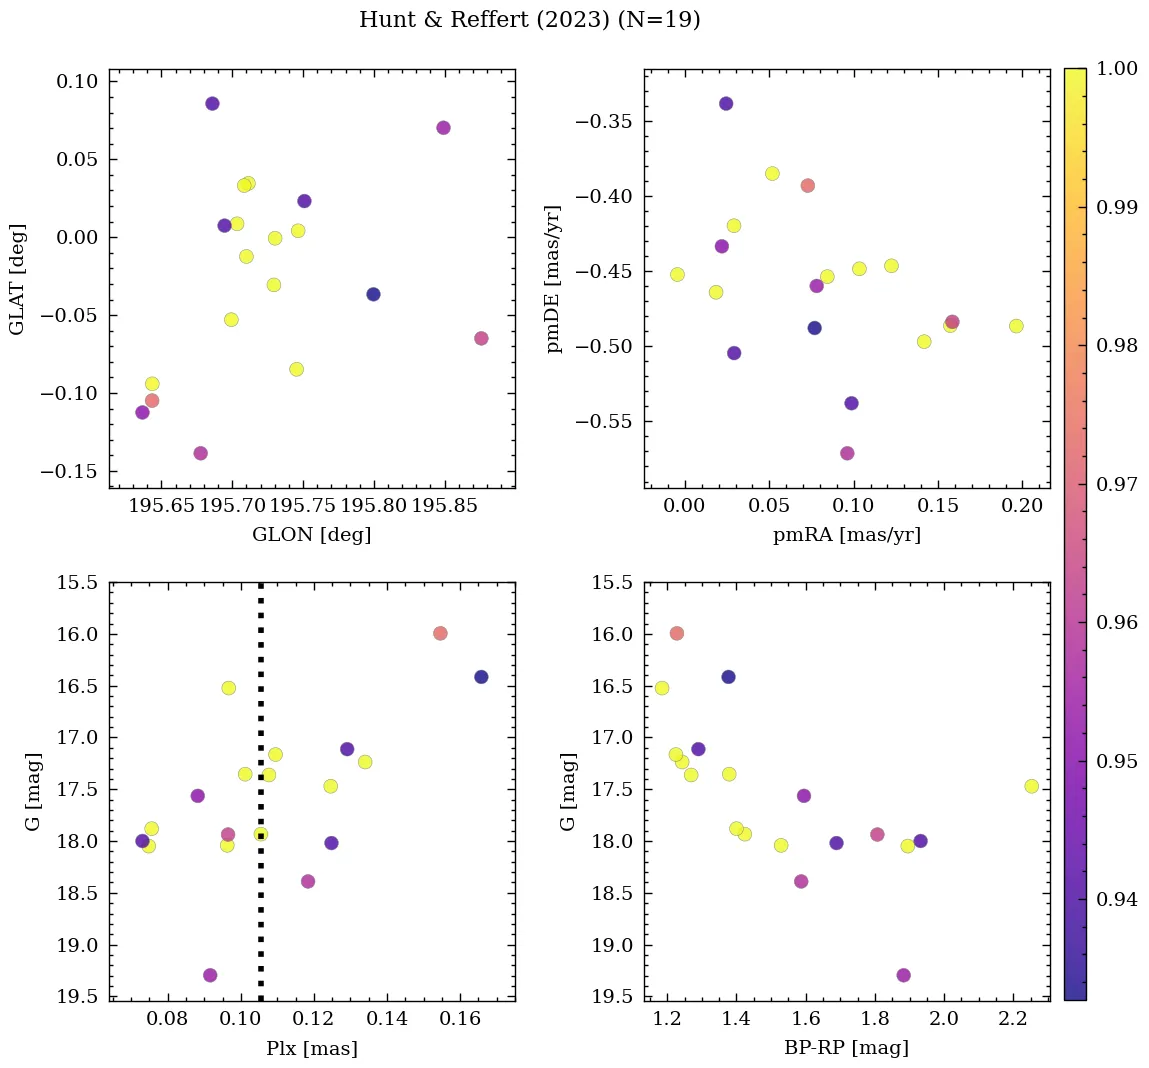 Hunt & Reffert (2023) (N=19)
0.10
0.05
0.00
−0.05
−0.10
−0.15
GLAT [deg]
195.65 195.70 195.75 195.80 195.85
GLON [deg]
−0.35
−0.40
−0.45
−0.50
−0.55
pmDE [mas/yr]
0.00 0.05 0.10 0.15 0.20
pmRA [mas/yr]
15.5
16.0
16.5
17.0
17.5
18.0
18.5
19.0
19.5
G [mag]
0.08 0.10 0.12 0.14 0.16
Plx [mas]
15.5
16.0
16.5
17.0
17.5
18.0
18.5
19.0
19.5
G [mag]
1.2 1.4 1.6 1.8 2.0 2.2
BP-RP [mag]
1.00
0.99
0.98
0.97
0.96
0.95
0.94